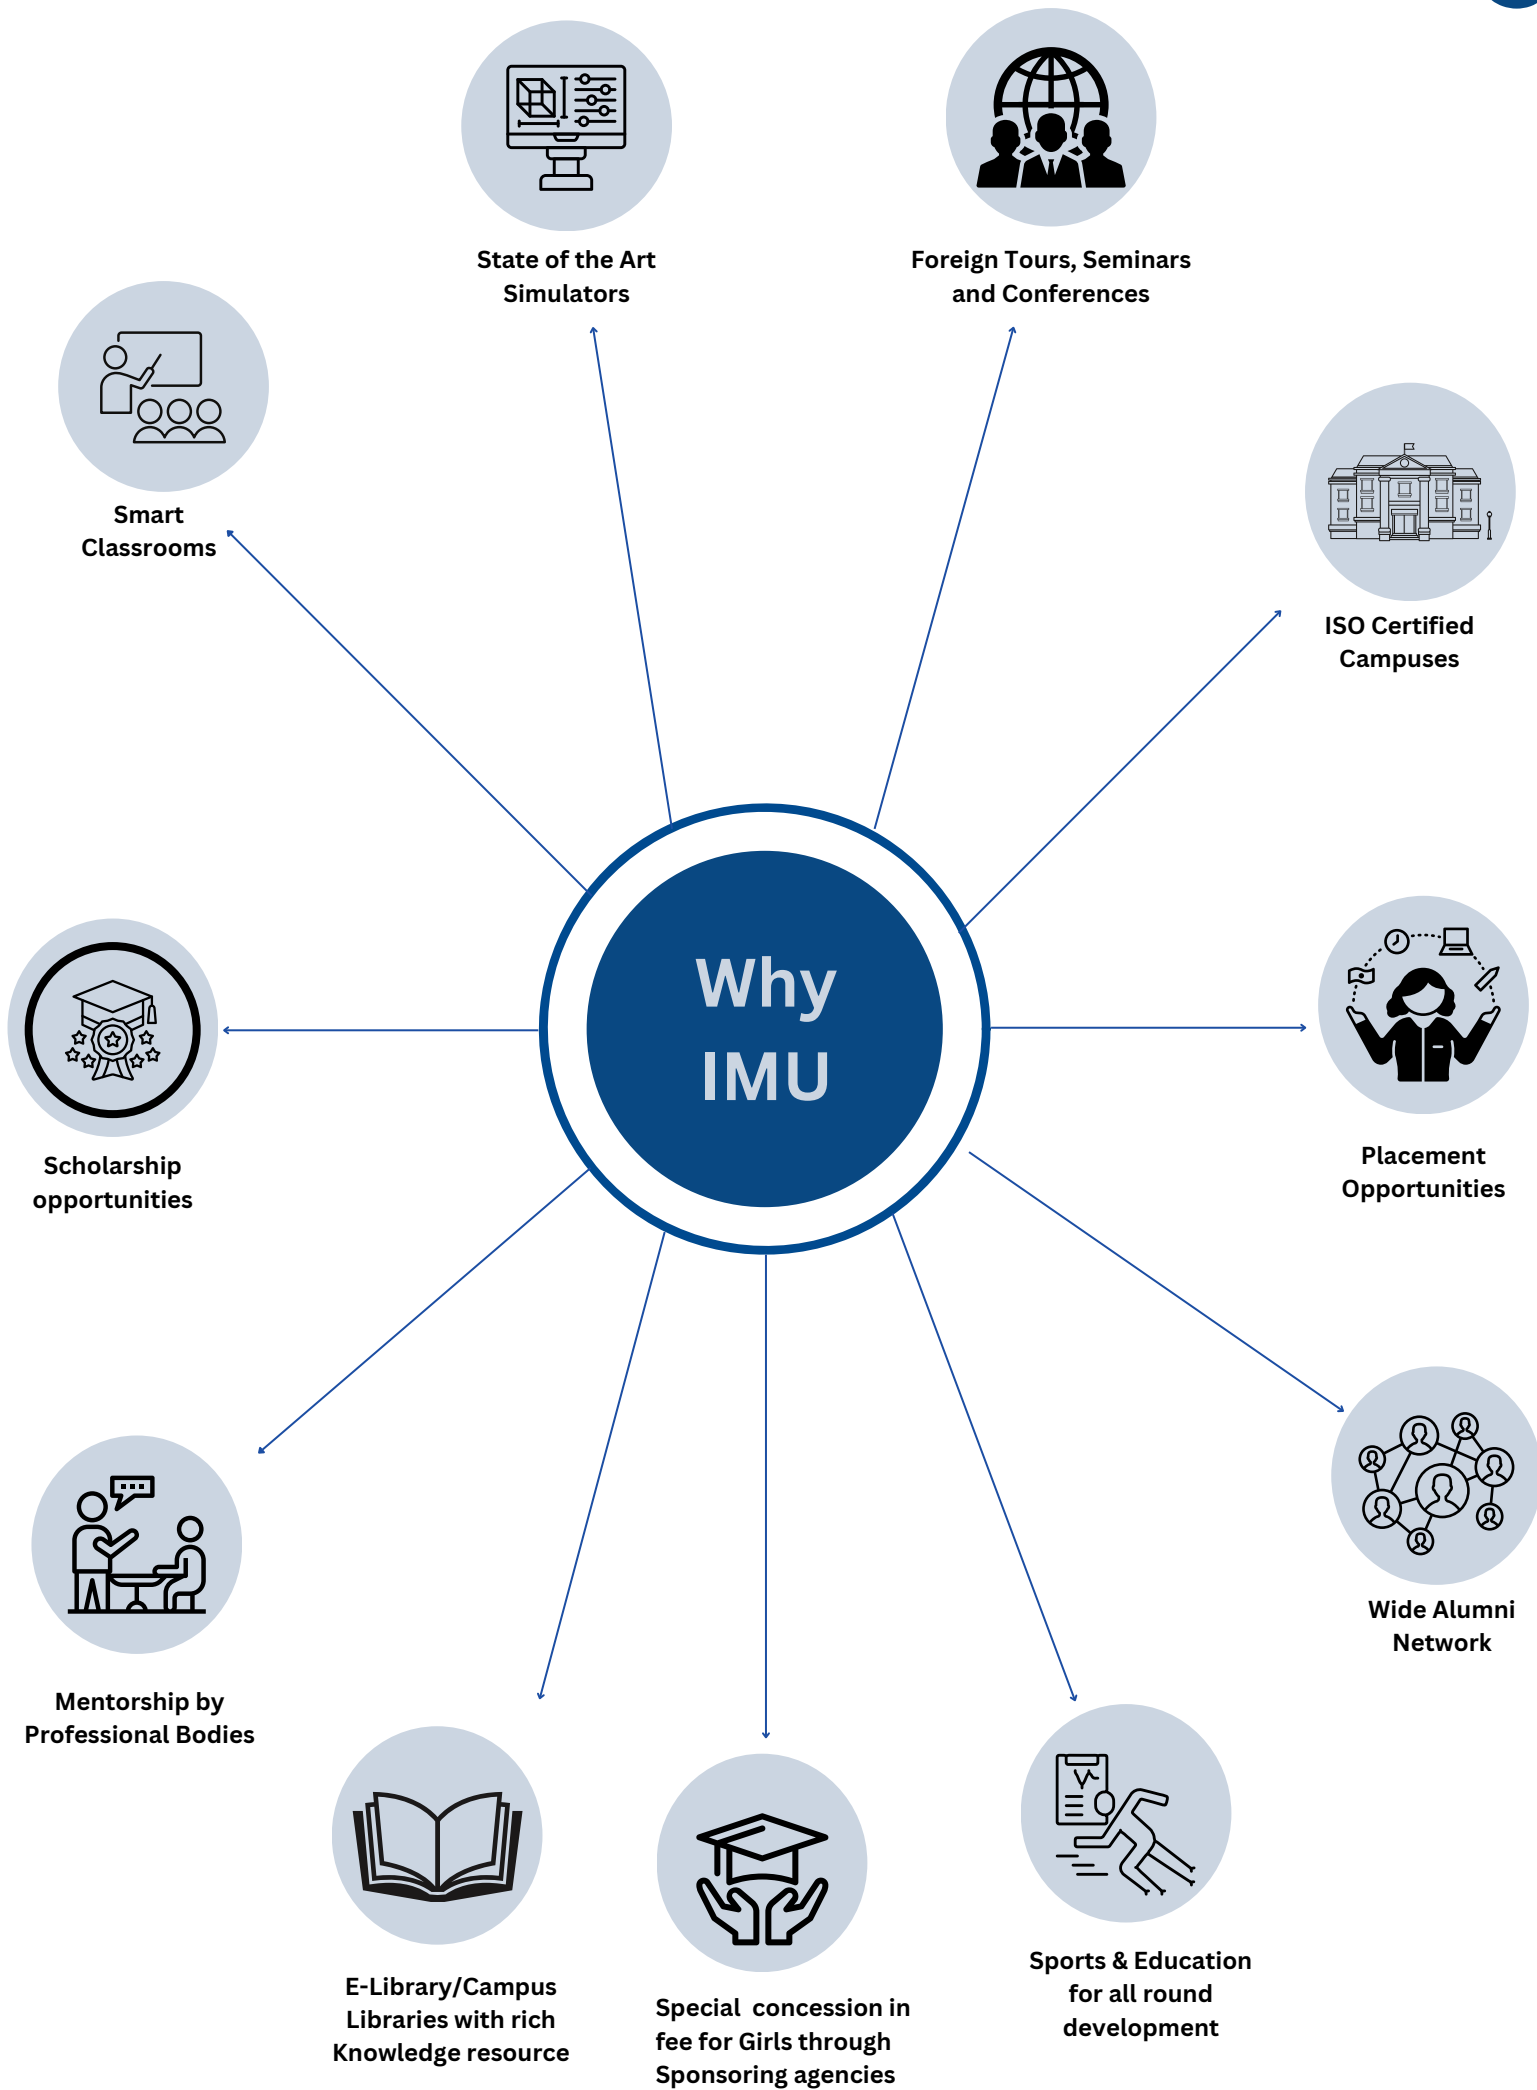 State of the Art
Simulators
Foreign Tours, Seminars
and Conferences
Smart
Classrooms
ISO Certified
Campuses
Why
IMU
Scholarship
opportunities
Placement
Opportunities
Mentorship by
Professional Bodies
Wide Alumni
Network
E-Library/Campus
Libraries with rich
Knowledge resource
Special  concession in
fee for Girls through
Sponsoring agencies
Sports & Education
for all round
development